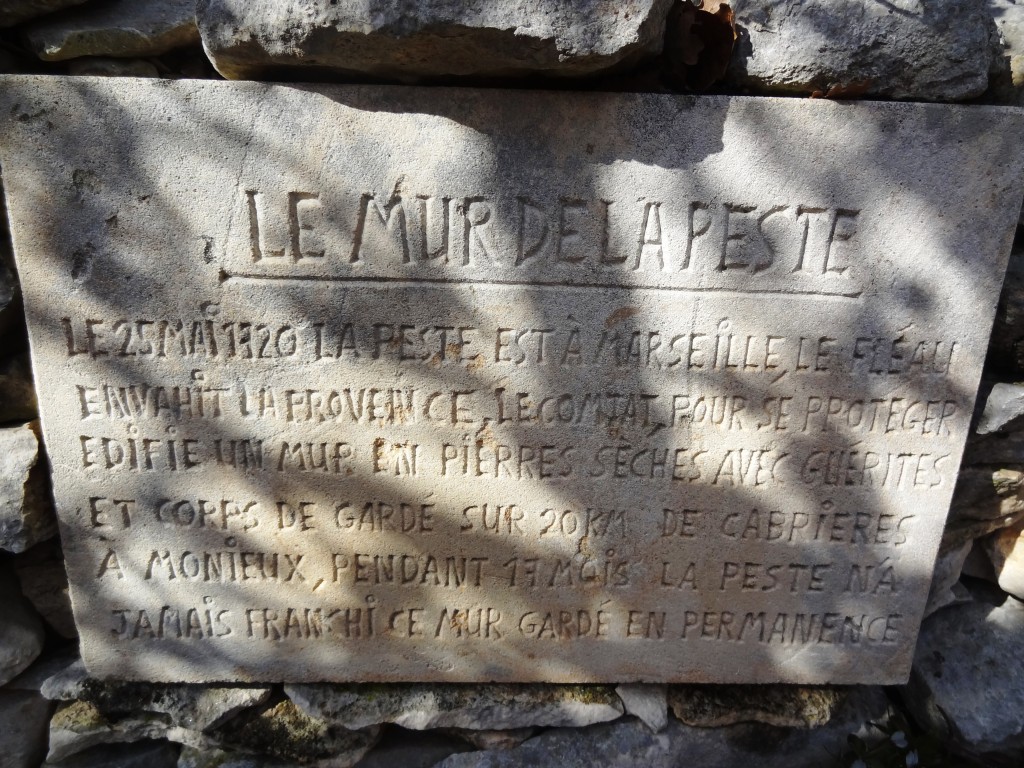 LE MUR DE LA PESTE
LE 25 MAI 1720 LA PESTE EST À MARSEILLE, LE FLÉAU
ENVAHIT LA PROVENCE, LE COMTAT, POUR SE PROTÉGER
EDIFIE UN MUR EN PIERRES SÈCHES AVEC GUÉRITES
ET CORPS DE GARDÉ SUR 20 KM DE CABRIERES
À MONIEUX, PENDANT 17 MOIS LA PESTE N'A
JAMAIS FRANCHI CE MUR GARDÉ EN PERMANENCE